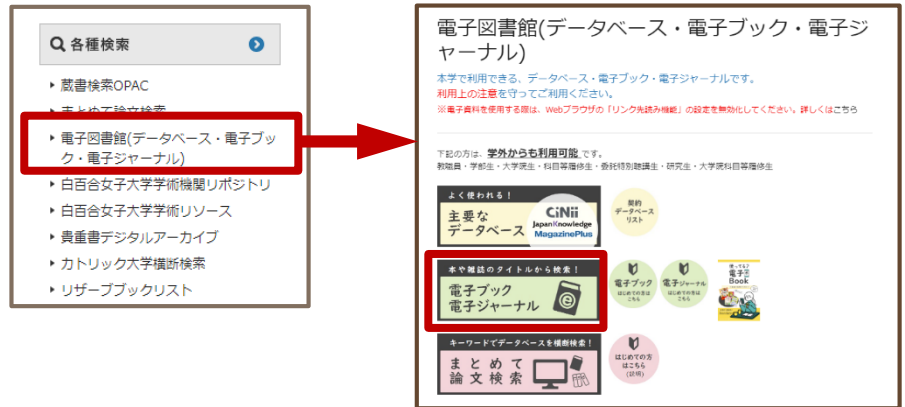 各種検索
蔵書検索OPAC
まとめて論文検索
電子図書館(データベース・電子ブッ
ク・電子ジャーナル)
白百合女子大学学術機関リポジトリ
白百合女子大学学術リソース
貴重書デジタルアーカイブ
カトリック大学横断検索
リザーブブックリスト
電子図書館(データベース・電子ブック・電子ジ
ャーナル)
本学で利用できる、データベース・電子ブック・電子ジャーナルです。
利用上の注意を守ってご利用ください。
※電子資料を使用する際は、Webブラウザの「リンク先読み機能」の設定を無効化してください。詳しくはこちら
下記の方は、学外からも利用可能です。
教職員・学部生・大学院生・科目等履修生・委託特別聴講生・研究生・大学院科目等履修生
よく使われる！
主要な
データベース
CiNii
JapanKnowledge
MagazinePlus
契約
データベース
リスト
本や雑誌のタイトルから検索！
電子ブック
電子ジャーナル
電子ブック
はじめての方は
こちら
電子ジャーナル
はじめての方は
こちら
使ってる?
電子
Book
キーワードでデータベースを横断検索！
まとめて
論文検索
はじめての方
はこちら
(説明)